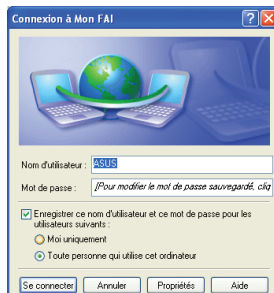 Connexion à Mon FAI
Nom d'utilisateur : ASUS
Mot de passe : [Pour modifier le mot de passe sauvegardé, cliq
Enregistrer ce nom d'utilisateur et ce mot de passe pour les
utilisateurs suivants :
Moi uniquement
Toute personne qui utilise cet ordinateur
Se connecter Annuler Propriétés Aide